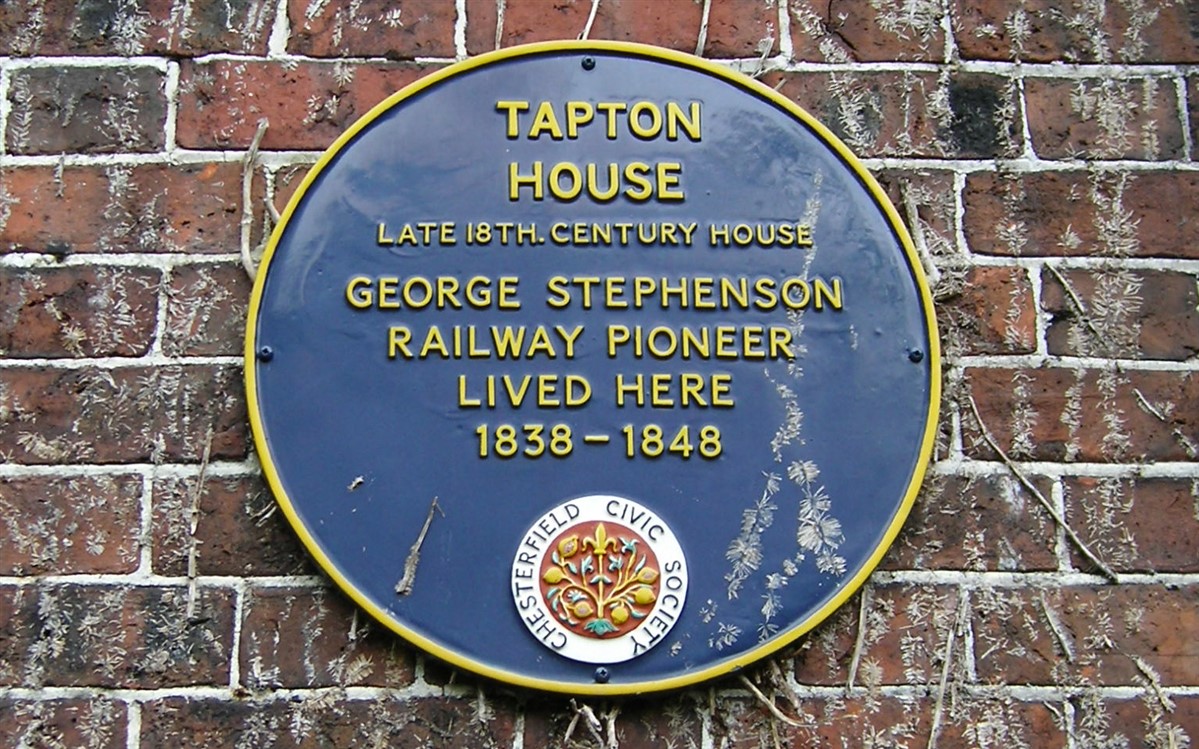 TAPTON
HOUSE
LATE 18TH. CENTURY HOUSE
GEORGE STEPHENSON
RAILWAY PIONEER
LIVED HERE
1838 – 1848
CHESTERFIELD CIVIC SOCIETY